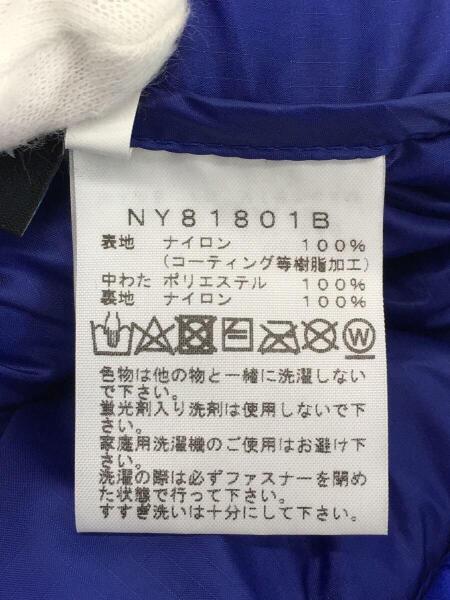 NY81801B
表地 ナイロン 100%
(コーティング等樹脂加工)
中わた ポリエステル 100%
裏地 ナイロン 100%
W
色物は他の物と一緒に洗濯しない
で下さい。
蛍光剤入り洗剤は使用しないで下
さい。
家庭用洗濯機のご使用はお避け下
さい。
洗濯の際は必ずファスナーを閉め
た状態で行って下さい。
すすぎ洗いは十分にして下さい。